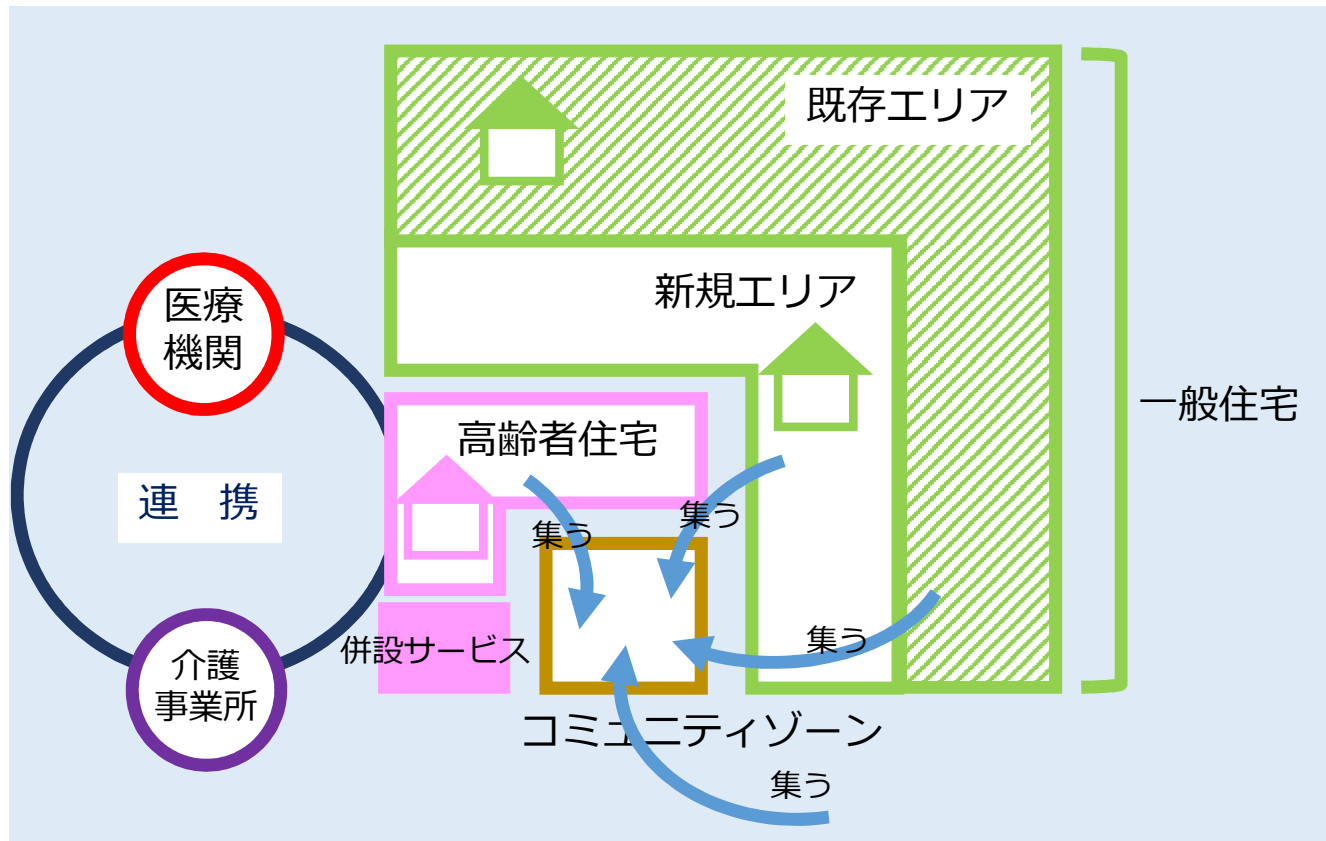 既存エリア
新規エリア
医療
機関
一般住宅
高齢者住宅
連 携
集う
集う
集う
併設サービス
介護
事業所
コミュニティゾーン
集う